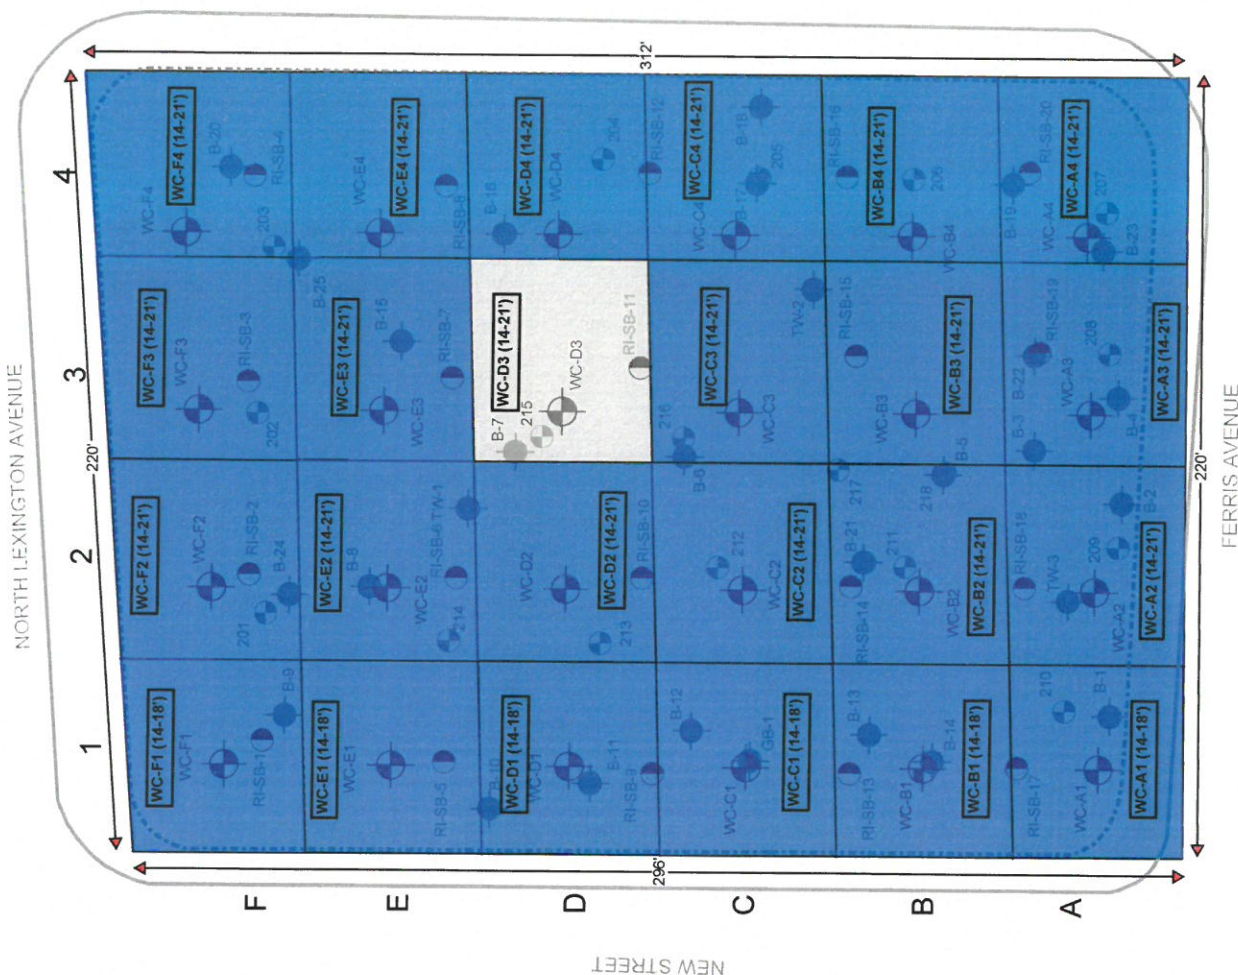 NORTH LEXINGTON AVENUE
FERRIS AVENUE
NEW STREET
220'
312'
296'
220'
1
2
3
4
F
E
D
C
B
A
WC-F1 (14-18')
WC-F1
RI-SB-1
B-9
WC-F2 (14-21')
WC-F2
RI-SB-2
201
B-24
WC-F3 (14-21')
WC-F3
RI-SB-3
202
WC-F4 (14-21')
WC-F4
B-20
RI-SB-4
203
B-25
WC-E1 (14-18')
WC-E1
RI-SB-5
B-10
WC-E2 (14-21')
B-8
WC-E2
RI-SB-6
TW-1
214
WC-E3 (14-21')
B-15
WC-E3
RI-SB-7
WC-E4 (14-21')
WC-E4
RI-SB-8
WC-D1 (14-18')
WC-D1
B-11
RI-SB-9
WC-D2 (14-21')
WC-D2
213
RI-SB-10
WC-D3 (14-21')
B-7
215
WC-D3
RI-SB-11
WC-D4 (14-21')
B-16
WC-D4
204
RI-SB-12
WC-C1 (14-18')
B-12
WC-C1
GB-1
WC-C2 (14-21')
212
WC-C2
WC-C3 (14-21')
216
B-6
WC-C3
TW-2
WC-C4 (14-21')
WC-C4
B-17
B-18
205
WC-B1 (14-18')
RI-SB-13
B-13
WC-B1
B-14
WC-B2 (14-21')
RI-SB-14
B-21
211
WC-B2
217
218
WC-B3 (14-21')
RI-SB-15
WC-B3
B-5
WC-B4 (14-21')
RI-SB-16
206
WC-B4
WC-A1 (14-18')
RI-SB-17
210
B-1
WC-A1
WC-A2 (14-21')
RI-SB-18
TW-3
209
WC-A2
B-2
WC-A3 (14-21')
B-3
B-22
RI-SB-19
208
WC-A3
B-4
WC-A4 (14-21')
B-19
RI-SB-20
WC-A4
207
B-23